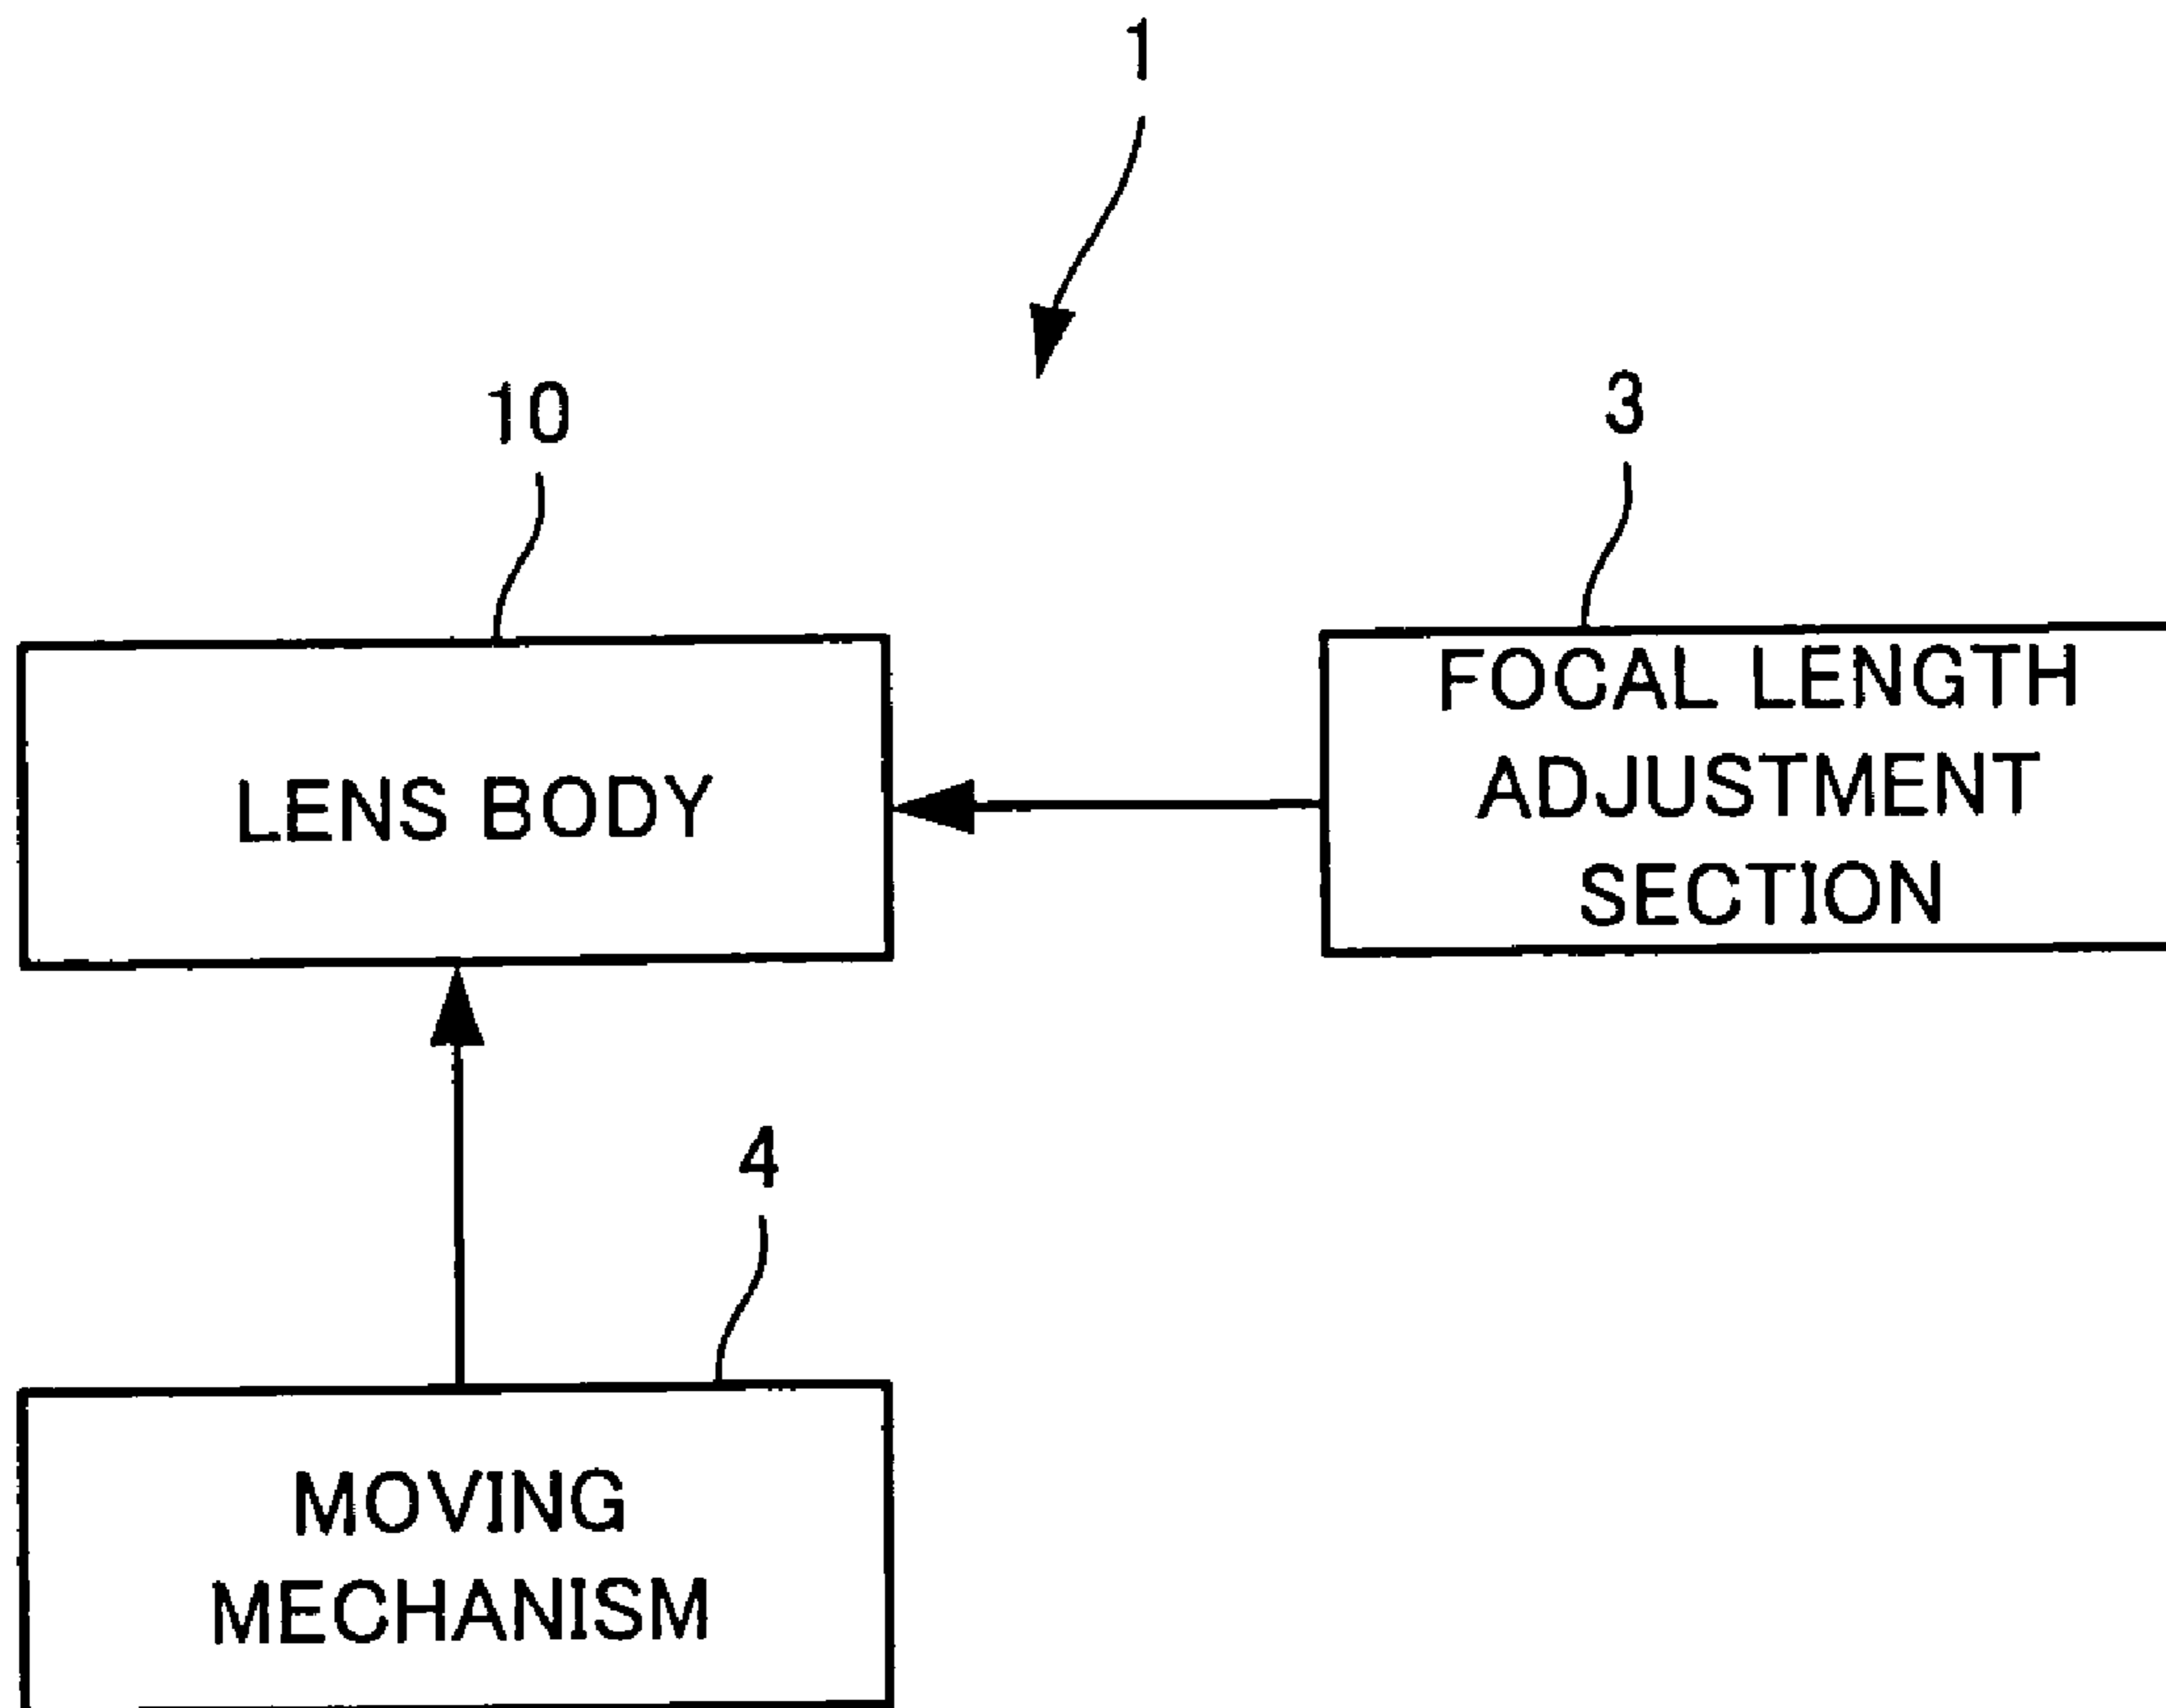 1
10
3
LENS BODY
FOCAL LENGTH
ADJUSTMENT
SECTION
4
MOVING
MECHANISM